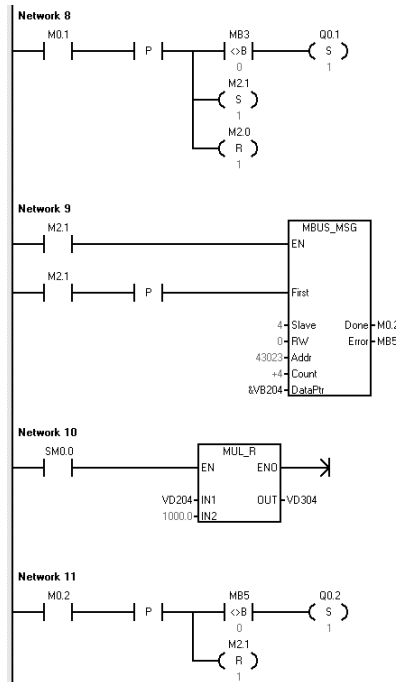 Network 8
M0.1 P MB3 Q0.1
<>B S
0 1
M2.1
S
1
M2.0
R
1
Network 9
M2.1 MBUS_MSG
EN
M2.1
P First
4 Slave Done M0.2
0 RW Error MB5
43023 Addr
+4 Count
&VB204 DataPtr
Network 10
SM0.0 MUL_R
EN ENO
VD204 IN1 OUT VD304
1000.0 IN2
Network 11
M0.2 P MB5 Q0.2
<>B S
0 1
M2.1
R
1